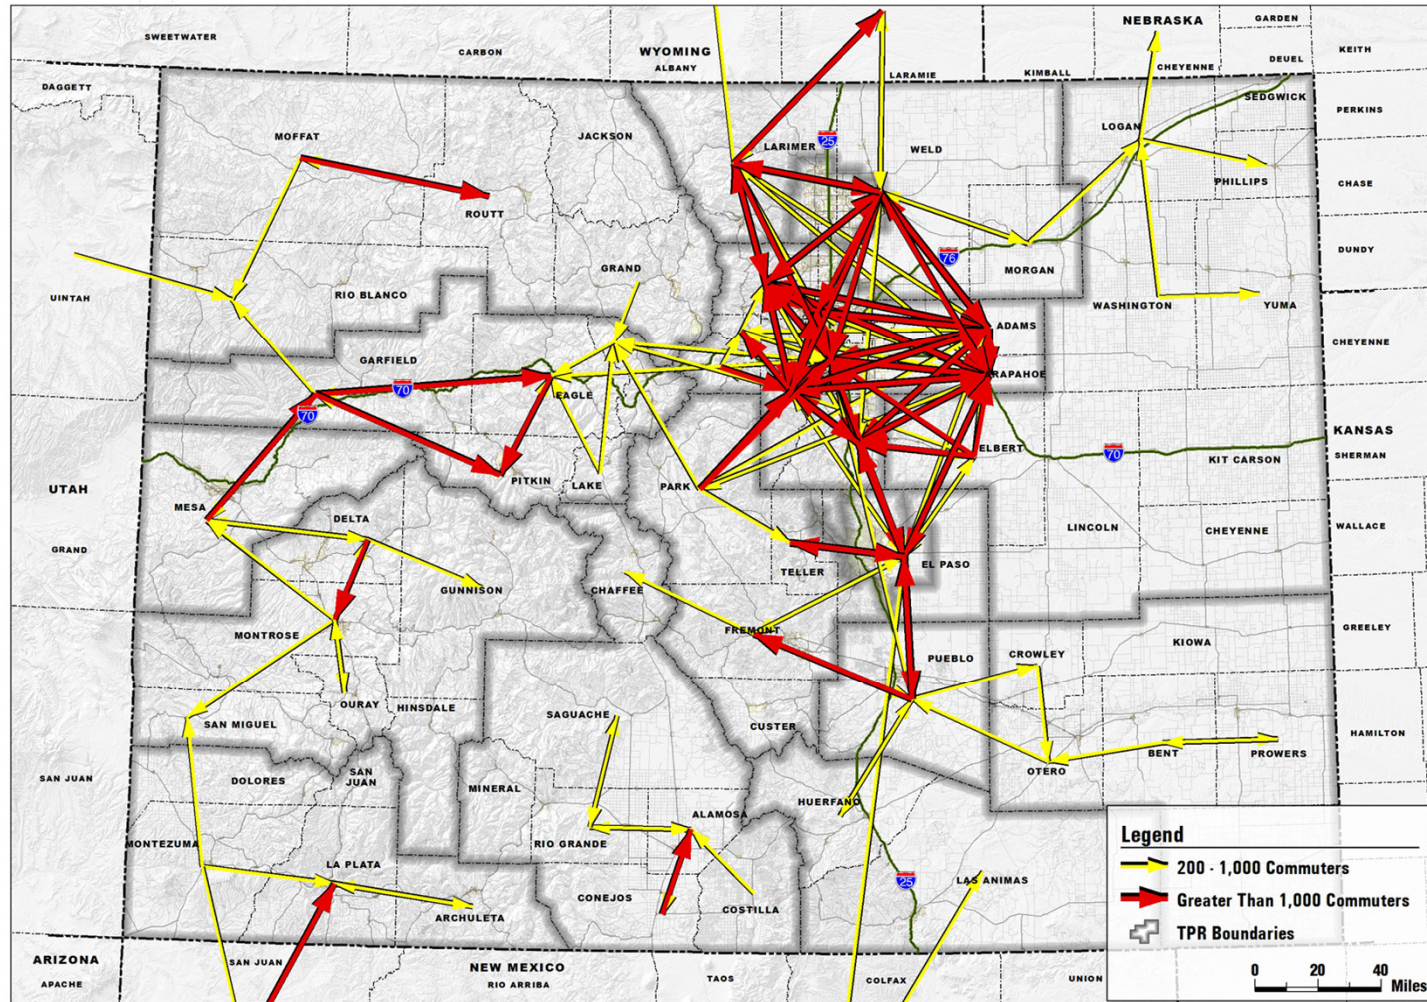 SWEETWATER
CARBON
WYOMING
ALBANY
LARAMIE
KIMBALL
NEBRASKA
CHEYENNE
GARDEN
DEUEL
KEITH
DAGGETT
SEDGWICK
PERKINS
MOFFAT
JACKSON
LARIMER
25
WELD
LOGAN
PHILLIPS
CHASE
ROUTT
DUNDY
GRAND
76
MORGAN
UINTAH
RIO BLANCO
WASHINGTON
YUMA
ADAMS
CHEYENNE
GARFIELD
RAPAHOE
70
EAGLE
70
KANSAS
ELBERT
70
KIT CARSON
SHERMAN
UTAH
PITKIN
LAKE
PARK
MESA
DELTA
LINCOLN
CHEYENNE
WALLACE
GRAND
TELLER
EL PASO
GUNNISON
CHAFFEE
FREMONT
MONTROSE
KIOWA
GREELEY
CROWLEY
PUEBLO
OURAY
HINSDALE
SAGUACHE
SAN MIGUEL
CUSTER
HAMILTON
BENT
PROWERS
OTERO
SAN JUAN
DOLORES
SAN
JUAN
MINERAL
HUERFANO
ALAMOSA
RIO GRANDE
MONTEZUMA
LA PLATA
25
LAS ANIMAS
CONEJOS
COSTILLA
ARCHULETA
Legend
200 - 1,000 Commuters
Greater Than 1,000 Commuters
TPR Boundaries
0 20 40
Miles
ARIZONA
APACHE
SAN JUAN
NEW MEXICO
RIO ARRIBA
TAOS
COLFAX
UNION